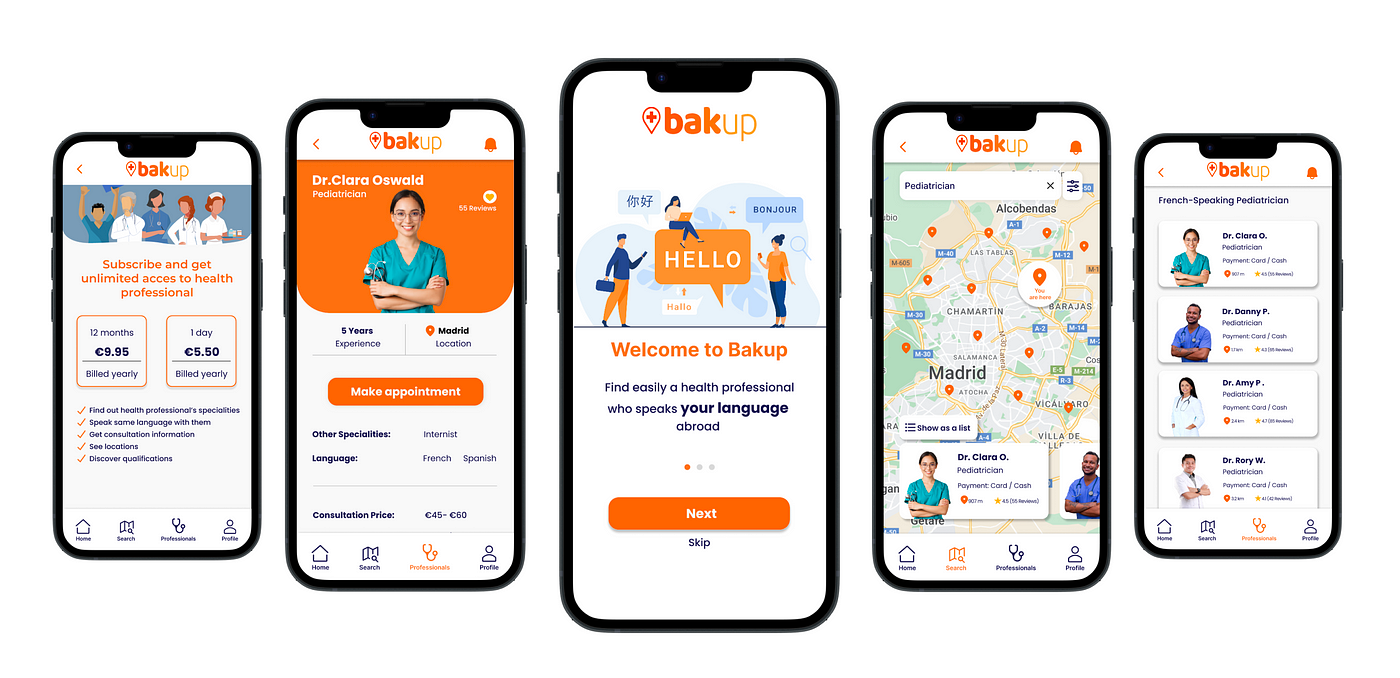 bakup
Subscribe and get
unlimited acces to health
professional
12 months
€9.95
Billed yearly
1 day
€5.50
Billed yearly
Find out health professional's specialities
Speak same language with them
Get consultation information
See locations
Discover qualifications
Home
Search
Professionals
Profile
bakup
Dr.Clara Oswald
Pediatrician
55 Reviews
5 Years
Experience
Madrid
Location
Make appointment
Other Specialities: Internist
Language: French Spanish
Consultation Price: €45- €60
Home
Search
Professionals
Profile
bakup
你好
BONJOUR
HELLO
Hallo
Welcome to Bakup
Find easily a health professional
who speaks your language
abroad
Next
Skip
bakup
Pediatrician
50
Alcobendas
A-1
M-605
M-40
LAS TABLAS
M-12
You
are here
M-30
CHAMARTÍN
BARAJAS
A-2
M-14
M-30
SALAMANCA
E-5
M-214
Madrid
R-3
ATOCHA
Av de la Paz
VICÁLVARO
Show as a list
A-4
VILLA DE
Dr. Clara O.
Pediatrician
Payment: Card / Cash
907 m
4.5 (55 Reviews)
Getafe
Home
Search
Professionals
Profile
bakup
French-Speaking Pediatrician
Dr. Clara O.
Pediatrician
Payment: Card / Cash
907 m
4.5 (55 Reviews)
Dr. Danny P.
Pediatrician
Payment: Card / Cash
1.7 km
Dr. Amy P .
Pediatrician
Payment: Card / Cash
2.4 km
Dr. Rory W.
Pediatrician
Payment: Card / Cash
3.2 km
4.1 (42 Reviews)
Home
Search
Professionals
Profile